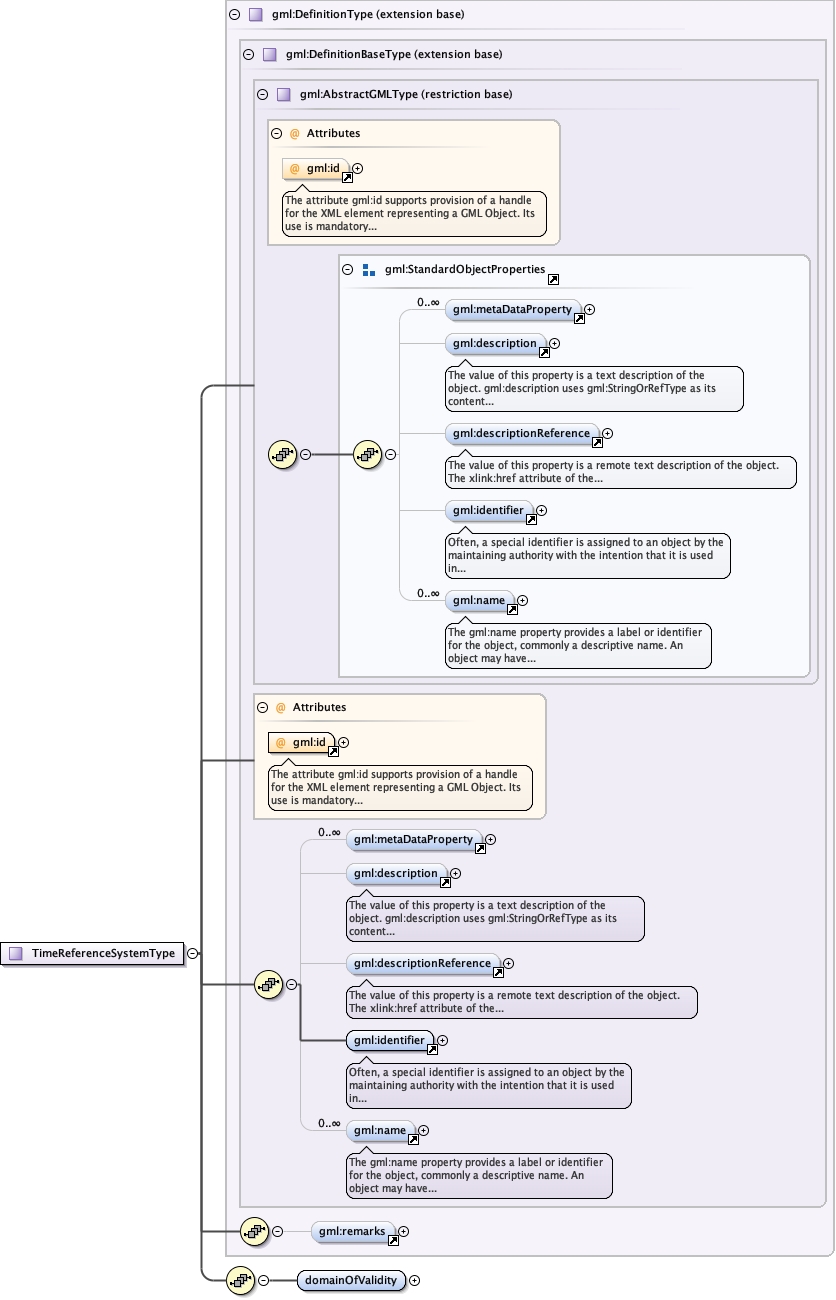 gml:DefinitionType (extension base)
gml:DefinitionBaseType (extension base)
gml:AbstractGMLType (restriction base)
@ Attributes
@ gml:id
The attribute gml:id supports provision of a handle
for the XML element representing a GML Object. Its
use is mandatory...
gml:StandardObjectProperties
0..∞
gml:metaDataProperty
gml:description
The value of this property is a text description of the
object. gml:description uses gml:StringOrRefType as its
content...
gml:descriptionReference
The value of this property is a remote text description of the object.
The xlink:href attribute of the...
gml:identifier
Often, a special identifier is assigned to an object by the
maintaining authority with the intention that it is used
in...
0..∞
gml:name
The gml:name property provides a label or identifier
for the object, commonly a descriptive name. An
object may have...
@ Attributes
@ gml:id
The attribute gml:id supports provision of a handle
for the XML element representing a GML Object. Its
use is mandatory...
0..∞
gml:metaDataProperty
gml:description
The value of this property is a text description of the
object. gml:description uses gml:StringOrRefType as its
content...
TimeReferenceSystemType
gml:descriptionReference
The value of this property is a remote text description of the object.
The xlink:href attribute of the...
gml:identifier
Often, a special identifier is assigned to an object by the
maintaining authority with the intention that it is used
in...
0..∞
gml:name
The gml:name property provides a label or identifier
for the object, commonly a descriptive name. An
object may have...
gml:remarks
domainOfValidity